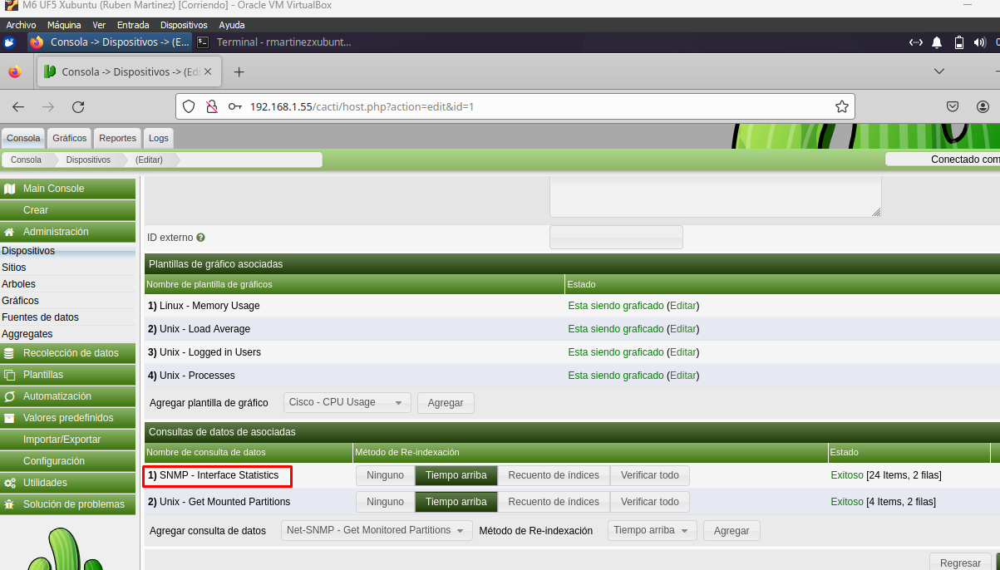 M6 UF5 Xubuntu (Ruben Martinez) [Corriendo] - Oracle VM VirtualBox
Archivo Máquina Ver Entrada Dispositivos Ayuda
Consola -> Dispositivos -> (E... Terminal - rmartinezxubunt...
Consola -> Dispositivos -> (Edi
192.168.1.55/cacti/host.php?action=edit&id=1
Consola Gráficos Reportes Logs
Consola Dispositivos (Editar) Conectado com
Main Console
Crear
Administración
Dispositivos
Sitios
Arboles
Gráficos
Fuentes de datos
Aggregates
Recolección de datos
Plantillas
Automatización
Valores predefinidos
Importar/Exportar
Configuración
Utilidades
Solución de problemas
ID externo
Plantillas de gráfico asociadas
Nombre de plantilla de gráficos Estado
1) Linux - Memory Usage Esta siendo graficado (Editar)
2) Unix - Load Average Esta siendo graficado (Editar)
3) Unix - Logged in Users Esta siendo graficado (Editar)
4) Unix - Processes Esta siendo graficado (Editar)
Agregar plantilla de gráfico Cisco - CPU Usage Agregar
Consultas de datos de asociadas
Nombre de consulta de datos Método de Re-indexación Estado
1) SNMP - Interface Statistics Ninguno Tiempo arriba Recuento de índices Verificar todo Exitoso [24 Items, 2 filas]
2) Unix - Get Mounted Partitions Ninguno Tiempo arriba Recuento de índices Verificar todo Exitoso [4 Items, 2 filas]
Agregar consulta de datos Net-SNMP - Get Monitored Partitions Método de Re-indexación Tiempo arriba Agregar
Regresar